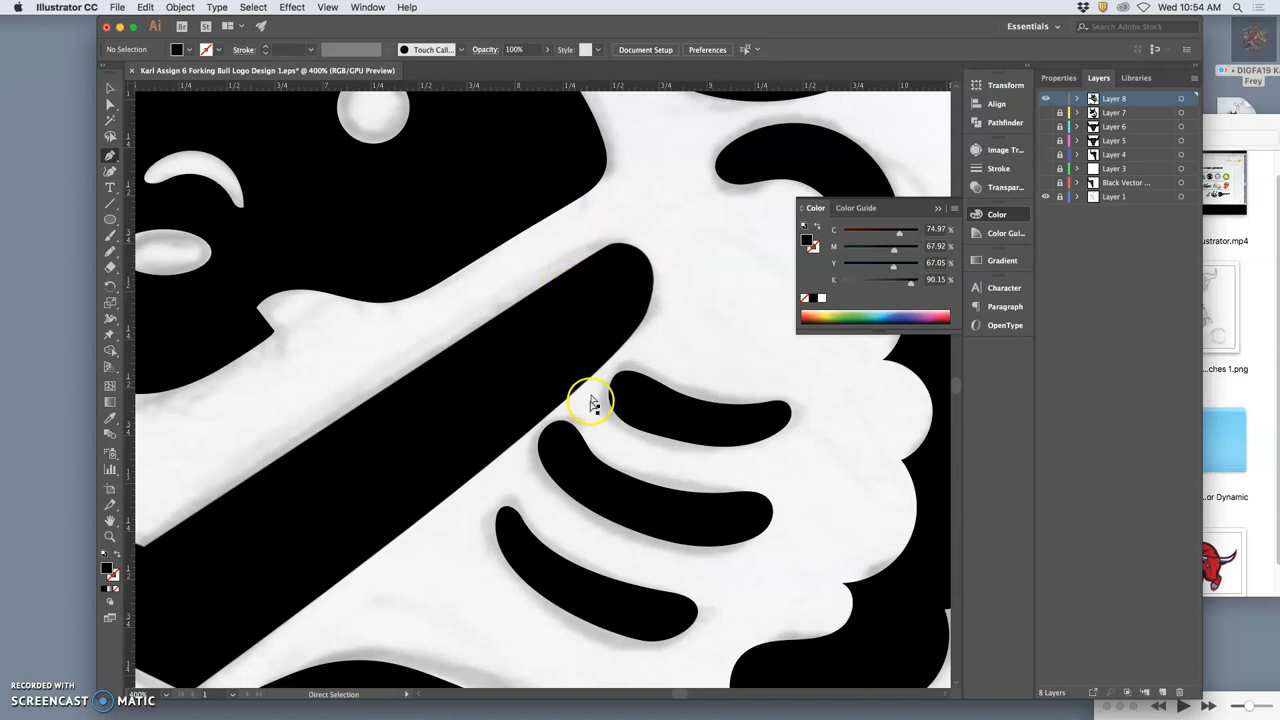 Illustrator CC File Edit Object Type Select Effect View Window Help
Wed 10:54 AM
Essentials
Search Adobe Stock
No Selection
Stroke:
Touch Call...
Opacity: 100%
Style
Document Setup
Preferences
Karl Assign 6 Forking Bull Logo Design 1.eps* @ 400% (RGB/GPU Preview)
Properties Layers Libraries
Layer 8
Layer 7
Layer 6
Layer 5
Layer 4
Layer 3
Black Vector ...
Layer 1
Transform
Align
Pathfinder
Image Tr...
Stroke
Transpar...
Color
Color Gui...
Gradient
Character
Paragraph
OpenType
Color Color Guide
C 74.97 %
M 67.92 %
Y 67.05 %
K 90.15 %
DIGFA19 K
Frey
ustrator.mp4
ches 1.png
or Dynamic
400%
1
Direct Selection
8 Layers
RECORDED WITH
SCREENCAST MATIC